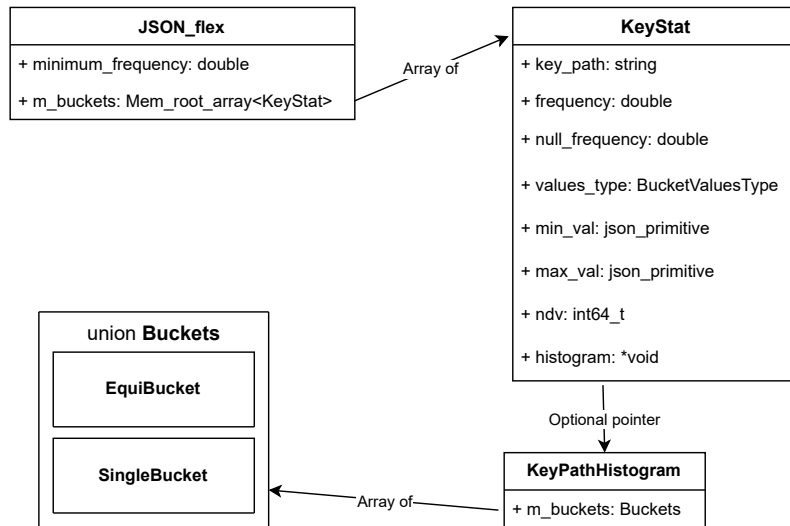 JSON_flex
+ minimum_frequency: double
+ m_buckets: Mem_root_array<KeyStat>
Array of
KeyStat
+ key_path: string
+ frequency: double
+ null_frequency: double
+ values_type: BucketValuesType
+ min_val: json_primitive
+ max_val: json_primitive
+ ndv: int64_t
+ histogram: *void
Optional pointer
KeyPathHistogram
+ m_buckets: Buckets
Array of
union Buckets
EquiBucket
SingleBucket